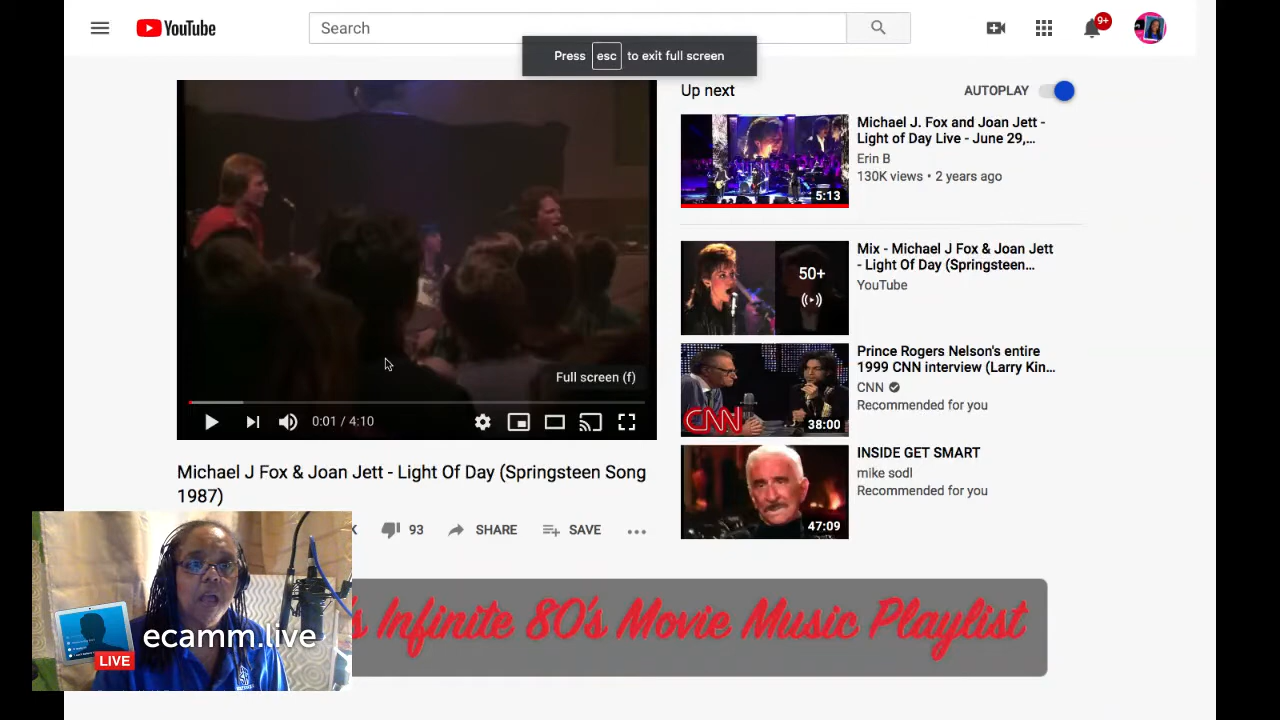 YouTube
Search
9+
Press esc to exit full screen
Up next
AUTOPLAY
Michael J. Fox and Joan Jett -
Light of Day Live - June 29,...
Erin B
130K views • 2 years ago
5:13
Mix - Michael J Fox & Joan Jett
- Light Of Day (Springsteen...
YouTube
50+
Prince Rogers Nelson's entire
1999 CNN interview (Larry Kin...
CNN
Recommended for you
CNN
38:00
INSIDE GET SMART
mike sodl
Recommended for you
47:09
Full screen (f)
0:01 / 4:10
Michael J Fox & Joan Jett - Light Of Day (Springsteen Song
1987)
K 93 SHARE SAVE
's Infinite 80's Movie Music Playlist
ecamm.live
LIVE